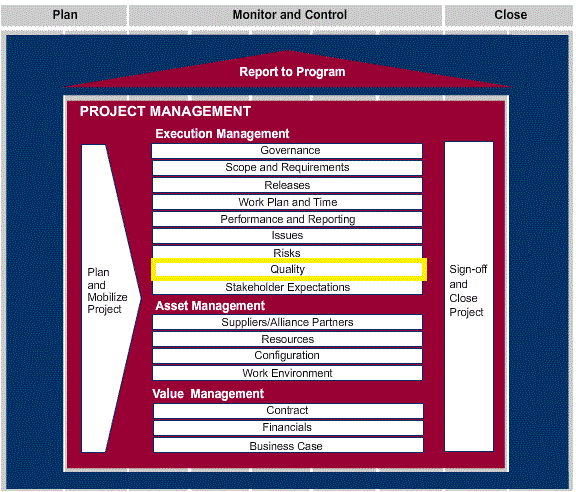 Plan
Monitor and Control
Close
Report to Program
PROJECT MANAGEMENT
Execution Management
Governance
Scope and Requirements
Releases
Work Plan and Time
Performance and Reporting
Issues
Risks
Quality
Stakeholder Expectations
Asset Management
Suppliers/Alliance Partners
Resources
Configuration
Work Environment
Value Management
Contract
Financials
Business Case
Plan
and
Mobilize
Project
Sign-off
and
Close
Project